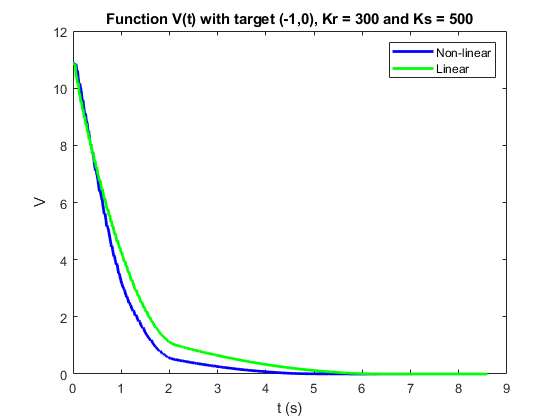 Function V(t) with target (-1,0), Kr = 300 and Ks = 500
12
10
8
6
4
2
0
V
Non-linear
Linear
0 1 2 3 4 5 6 7 8 9
t (s)